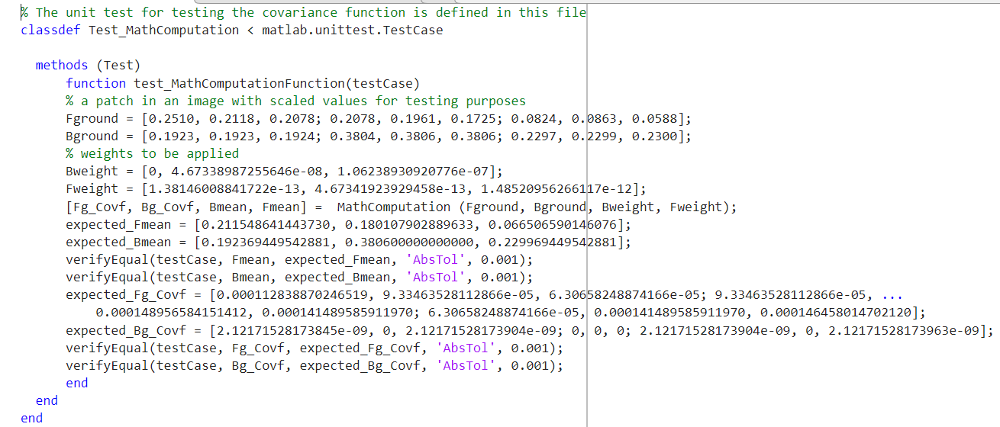 % The unit test for testing the covariance function is defined in this file
classdef Test_MathComputation < matlab.unittest.TestCase
methods (Test)
function test_MathComputationFunction(testCase)
% a patch in an image with scaled values for testing purposes
Fground = [0.2510, 0.2118, 0.2078; 0.2078, 0.1961, 0.1725; 0.0824, 0.0863, 0.0588];
Bground = [0.1923, 0.1923, 0.1924; 0.3804, 0.3806, 0.3806; 0.2297, 0.2299, 0.2300];
% weights to be applied
Bweight = [0, 4.67338987255646e-08, 1.06238930920776e-07];
Fweight = [1.38146008841722e-13, 4.67341923929458e-13, 1.48520956266117e-12];
[Fg_Covf, Bg_Covf, Bmean, Fmean] =  MathComputation (Fground, Bground, Bweight, Fweight);
expected_Fmean = [0.211548641443730, 0.180107902889633, 0.066506590146076];
expected_Bmean = [0.192369449542881, 0.380600000000000, 0.229969449542881];
verifyEqual(testCase, Fmean, expected_Fmean, 'AbsTol', 0.001);
verifyEqual(testCase, Bmean, expected_Bmean, 'AbsTol', 0.001);
expected_Fg_Covf = [0.000112838870246519, 9.33463528112866e-05, 6.30658248874166e-05; 9.33463528112866e-05, ...
0.000148956584151412, 0.000141489585911970; 6.30658248874166e-05, 0.000141489585911970, 0.000146458014702120];
expected_Bg_Covf = [2.12171528173845e-09, 0, 2.12171528173904e-09; 0, 0, 0; 2.12171528173904e-09, 0, 2.12171528173963e-09];
verifyEqual(testCase, Fg_Covf, expected_Fg_Covf, 'AbsTol', 0.001);
verifyEqual(testCase, Bg_Covf, expected_Bg_Covf, 'AbsTol', 0.001);
end
end
end